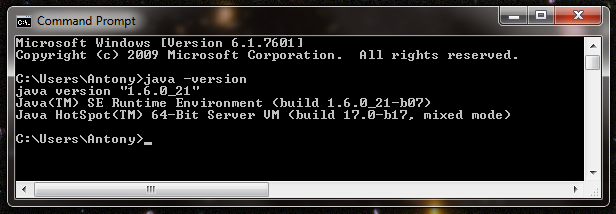 Command Prompt
Microsoft Windows [Version 6.1.7601]
Copyright (c) 2009 Microsoft Corporation.  All rights reserved.
C:\Users\Antony>java -version
java version "1.6.0_21"
Java(TM) SE Runtime Environment (build 1.6.0_21-b07)
Java HotSpot(TM) 64-Bit Server VM (build 17.0-b17, mixed mode)
C:\Users\Antony>_